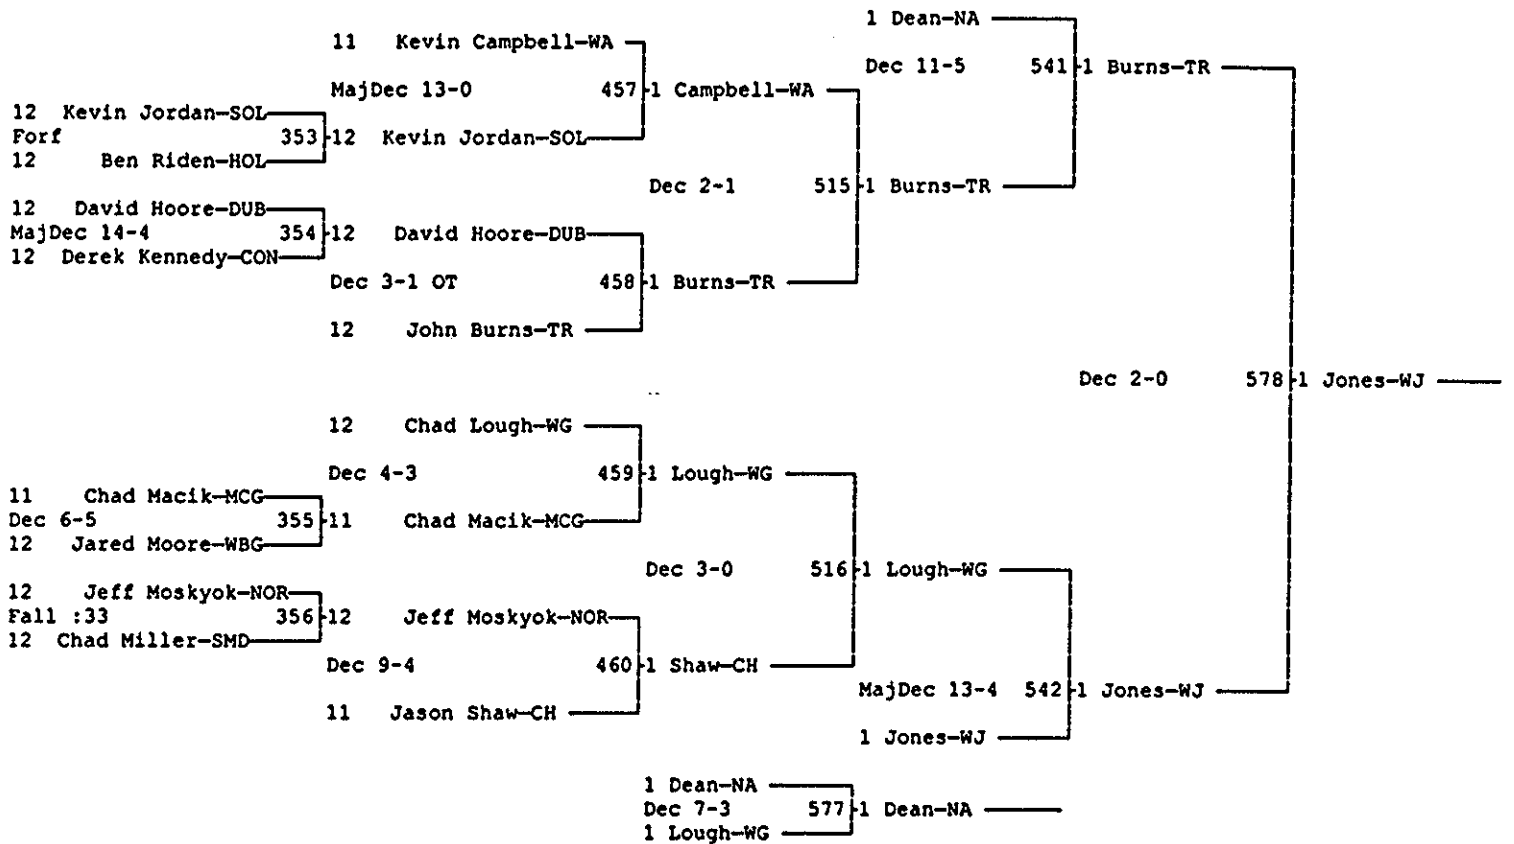 1 Dean-NA
11 Kevin Campbell-WA
Dec 11-5 541 1 Burns-TR
MajDec 13-0 457 1 Campbell-WA
12 Kevin Jordan-SOL
Forf 353 12 Kevin Jordan-SOL
12 Ben Riden-HOL
Dec 2-1 515 1 Burns-TR
12 David Hoore-DUB
MajDec 14-4 354 12 David Hoore-DUB
12 Derek Kennedy-CON
Dec 3-1 OT 458 1 Burns-TR
12 John Burns-TR
Dec 2-0 578 1 Jones-WJ
12 Chad Lough-WG
Dec 4-3 459 1 Lough-WG
11 Chad Macik-MCG
Dec 6-5 355 11 Chad Macik-MCG
12 Jared Moore-WBG
Dec 3-0 516 1 Lough-WG
12 Jeff Moskyok-NOR
Fall :33 356 12 Jeff Moskyok-NOR
12 Chad Miller-SMD
Dec 9-4 460 1 Shaw-CH
MajDec 13-4 542 1 Jones-WJ
11 Jason Shaw-CH
1 Jones-WJ
1 Dean-NA
Dec 7-3 577 1 Dean-NA
1 Lough-WG